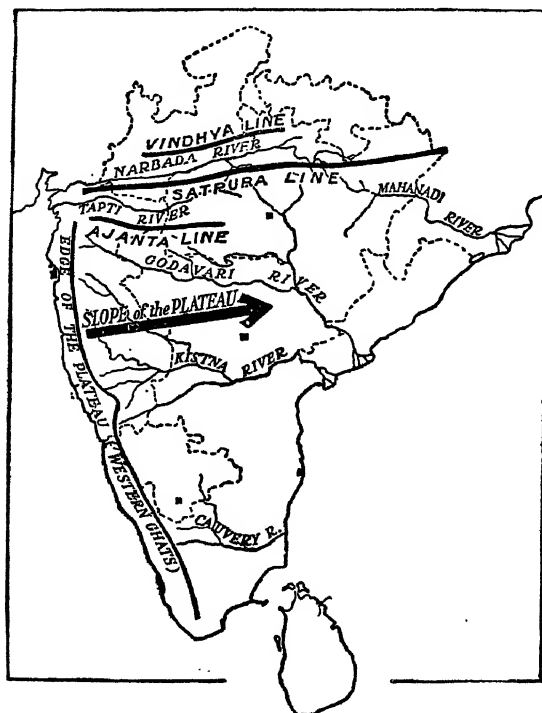 VINDHYA LINE
NARBADA RIVER
SATPURA LINE
MAHANADI
RIVER
TAPTI RIVER
AJANTA LINE
GODAVARI RIVER
SLOPE of the PLATEAU
KISTNA RIVER
EDGE OF THE PLATEAU (WESTERN GHATS)
CAUVERY R.